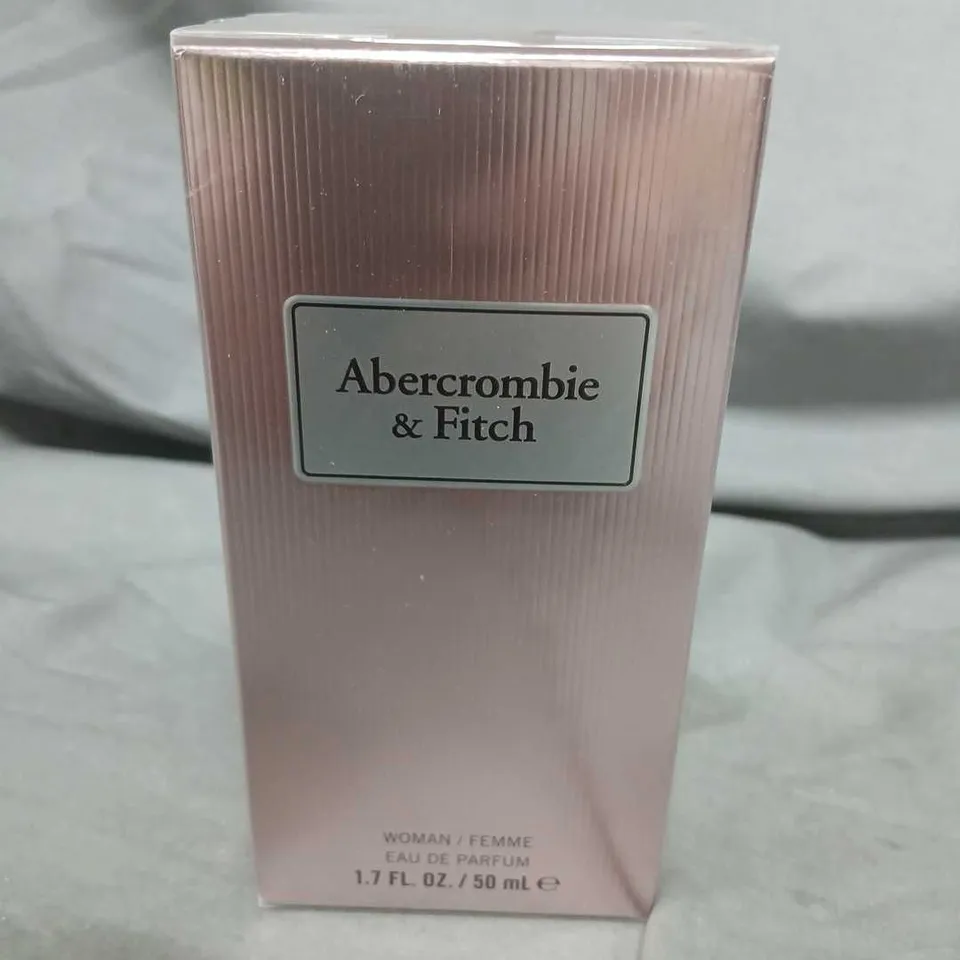 Abercrombie
& Fitch
WOMAN / FEMME
EAU DE PARFUM
1.7 FL. OZ. / 50 mL ℮